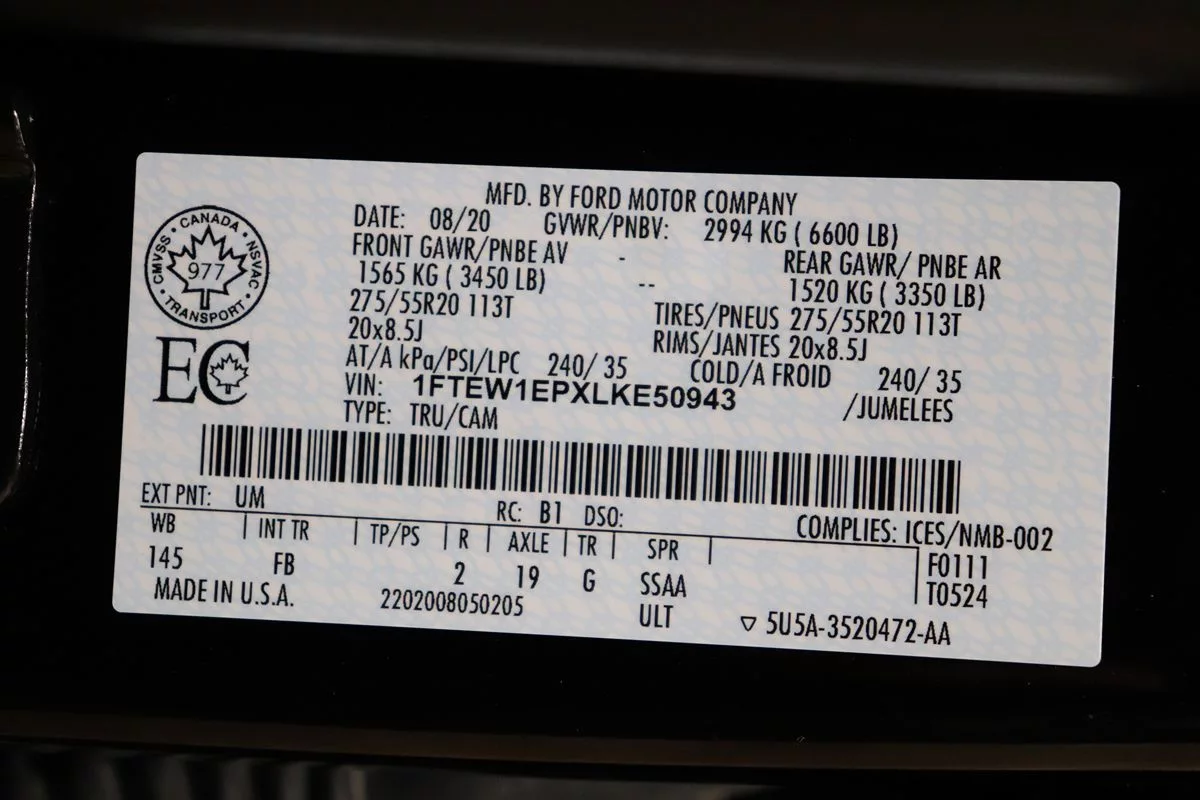 MFD. BY FORD MOTOR COMPANY
DATE: 08/20 GVWR/PNBV: 2994 KG ( 6600 LB)
FRONT GAWR/PNBE AV - REAR GAWR/ PNBE AR
1565 KG ( 3450 LB) -- 1520 KG ( 3350 LB)
275/55R20 113T TIRES/PNEUS 275/55R20 113T
20x8.5J RIMS/JANTES 20x8.5J
AT/A kPa/PSI/LPC 240/ 35 COLD/A FROID 240/ 35
VIN: 1FTEW1EPXLKE50943 /JUMELEES
TYPE: TRU/CAM
CANADA
CMVSS 977 NSVAC
TRANSPORT
EC
EXT PNT: UM RC: B1 DSO: COMPLIES: ICES/NMB-002
WB | INT TR | TP/PS | R | AXLE | TR | SPR | F0111
145 FB 2 19 G SSAA T0524
MADE IN U.S.A. 2202008050205 ULT ▽ 5U5A-3520472-AA